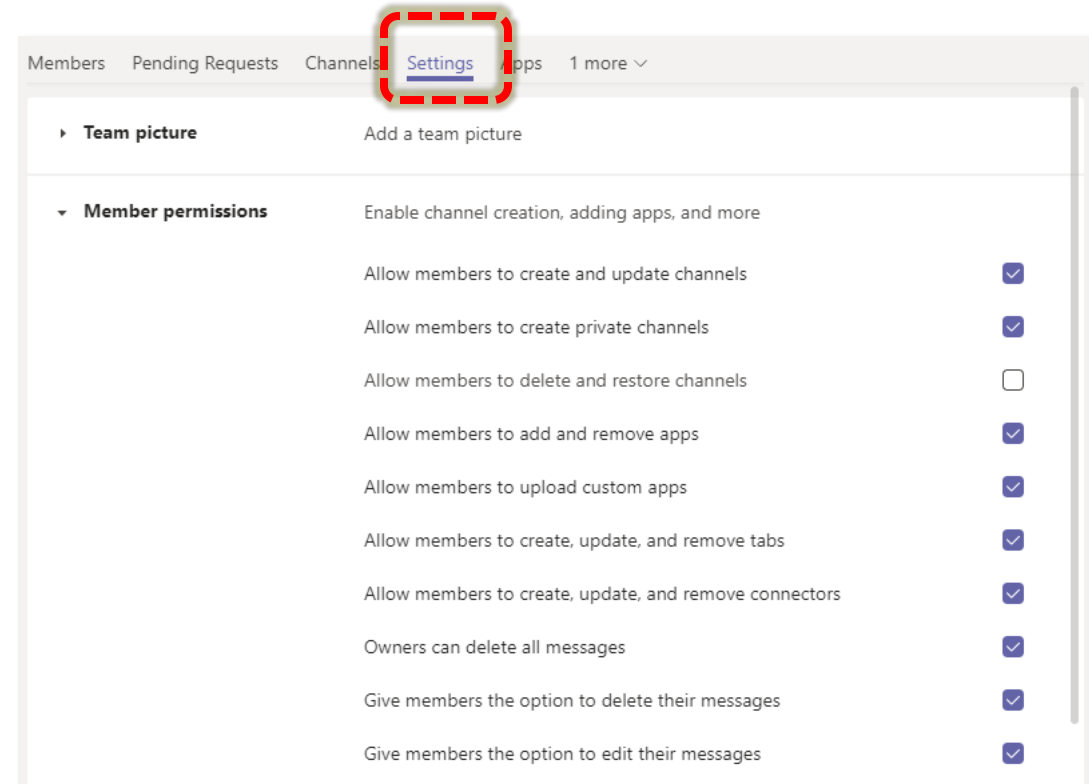 Members Pending Requests Channels Settings Apps 1 more
Team picture Add a team picture
Member permissions Enable channel creation, adding apps, and more
Allow members to create and update channels
Allow members to create private channels
Allow members to delete and restore channels
Allow members to add and remove apps
Allow members to upload custom apps
Allow members to create, update, and remove tabs
Allow members to create, update, and remove connectors
Owners can delete all messages
Give members the option to delete their messages
Give members the option to edit their messages